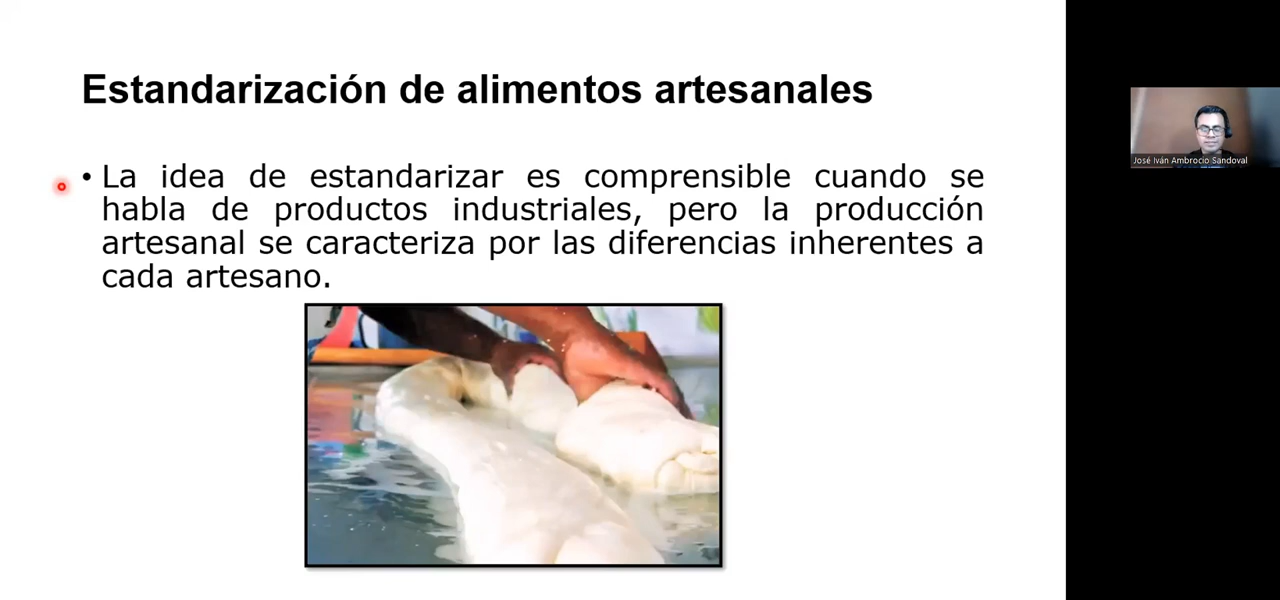 Estandarización de alimentos artesanales
• La idea de estandarizar es comprensible cuando se
habla de productos industriales, pero la producción
artesanal se caracteriza por las diferencias inherentes a
cada artesano.
José Iván Ambrocio Sandoval